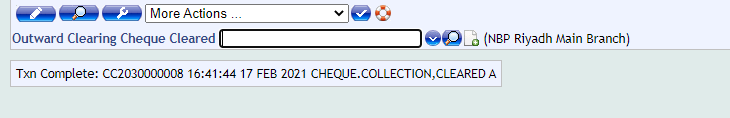 More Actions ...
Outward Clearing Cheque Cleared (NBP Riyadh Main Branch)
Txn Complete: CC2030000008 16:41:44 17 FEB 2021 CHEQUE.COLLECTION,CLEARED A